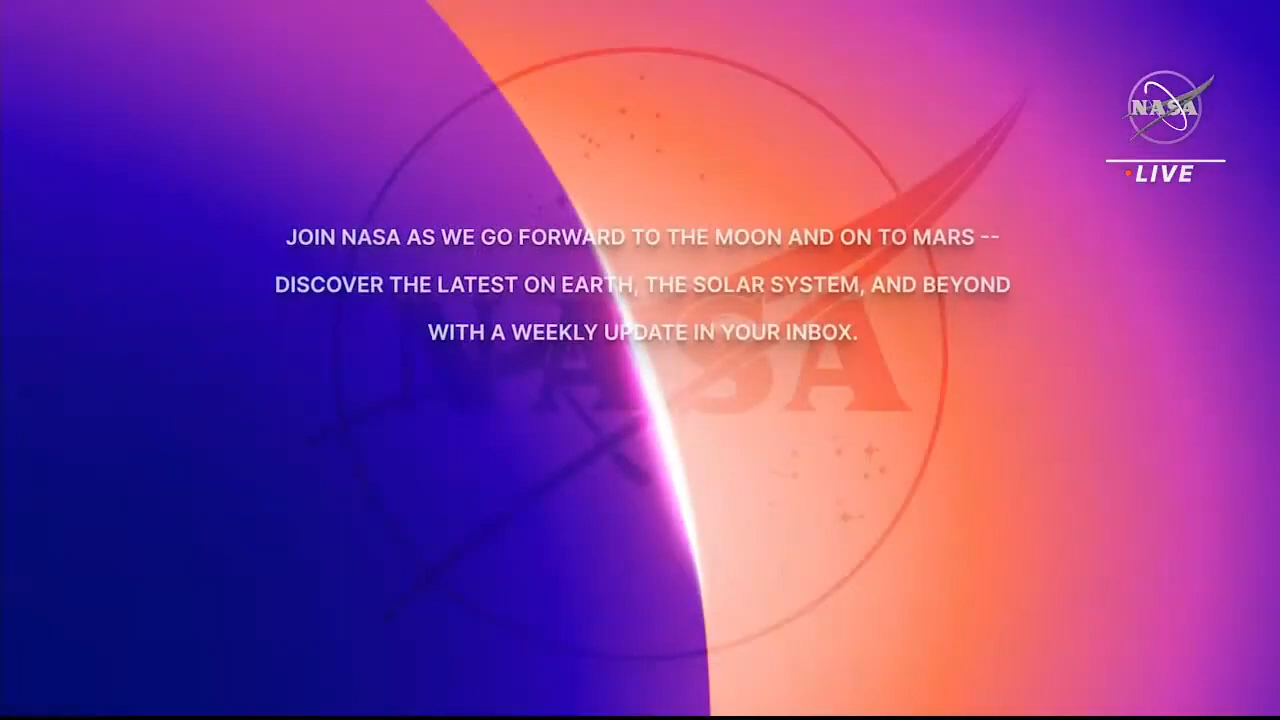 NASA
LIVE
JOIN NASA AS WE GO FORWARD TO THE MOON AND ON TO MARS --
DISCOVER THE LATEST ON EARTH, THE SOLAR SYSTEM, AND BEYOND
WITH A WEEKLY UPDATE IN YOUR INBOX.
NASA